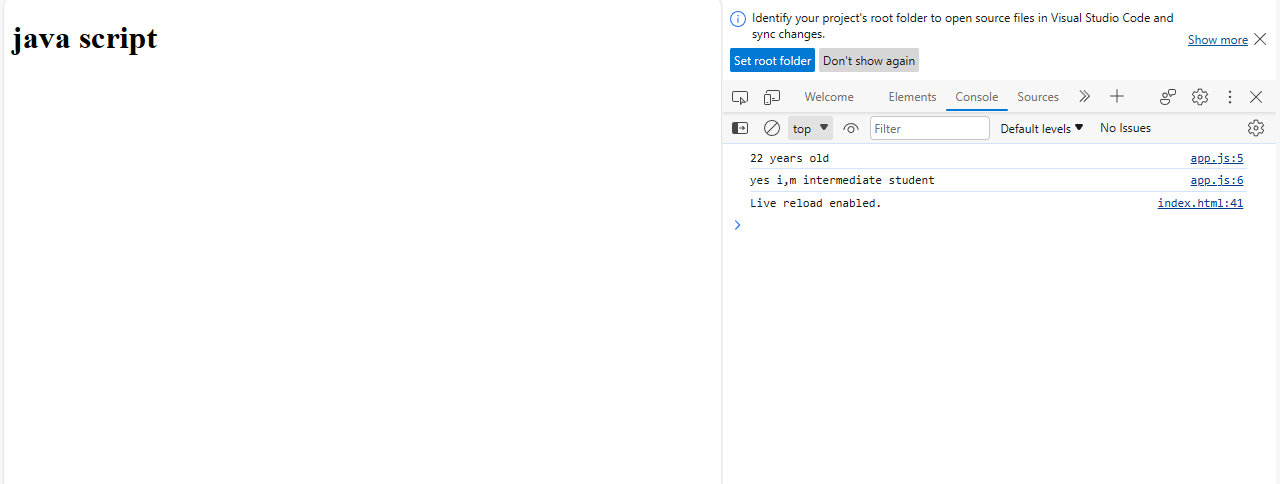 java script
Identify your project's root folder to open source files in Visual Studio Code and
sync changes.
Show more
Set root folder
Don't show again
Welcome
Elements
Console
Sources
top
Filter
Default levels
No Issues
22 years old
app.js:5
yes i,m intermediate student
app.js:6
Live reload enabled.
index.html:41